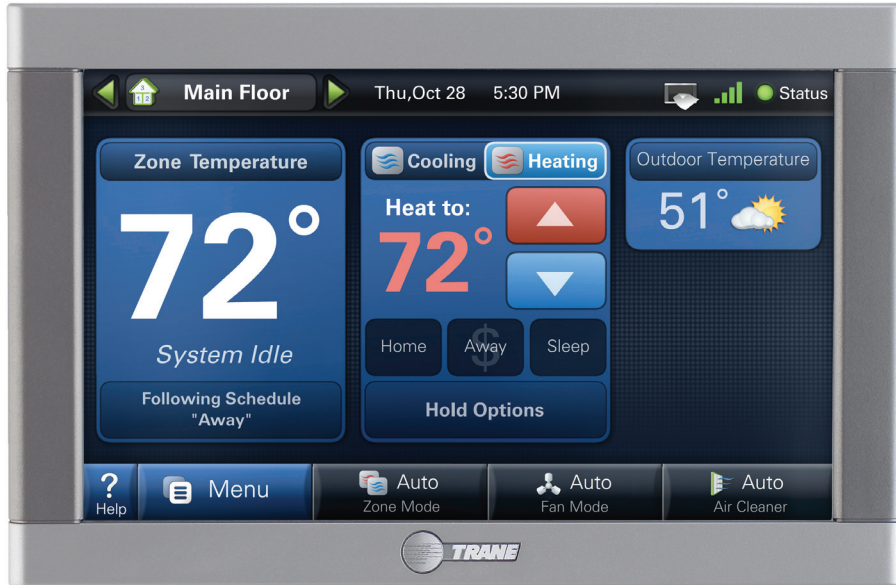 Main Floor
Thu,Oct 28 5:30 PM
Status
Zone Temperature
72°
System Idle
Following Schedule
"Away"
Cooling
Heating
Heat to:
72°
Home
Away
$
Sleep
Hold Options
Outdoor Temperature
51°
?
Help
Menu
Auto
Zone Mode
Auto
Fan Mode
Auto
Air Cleaner
TRANE